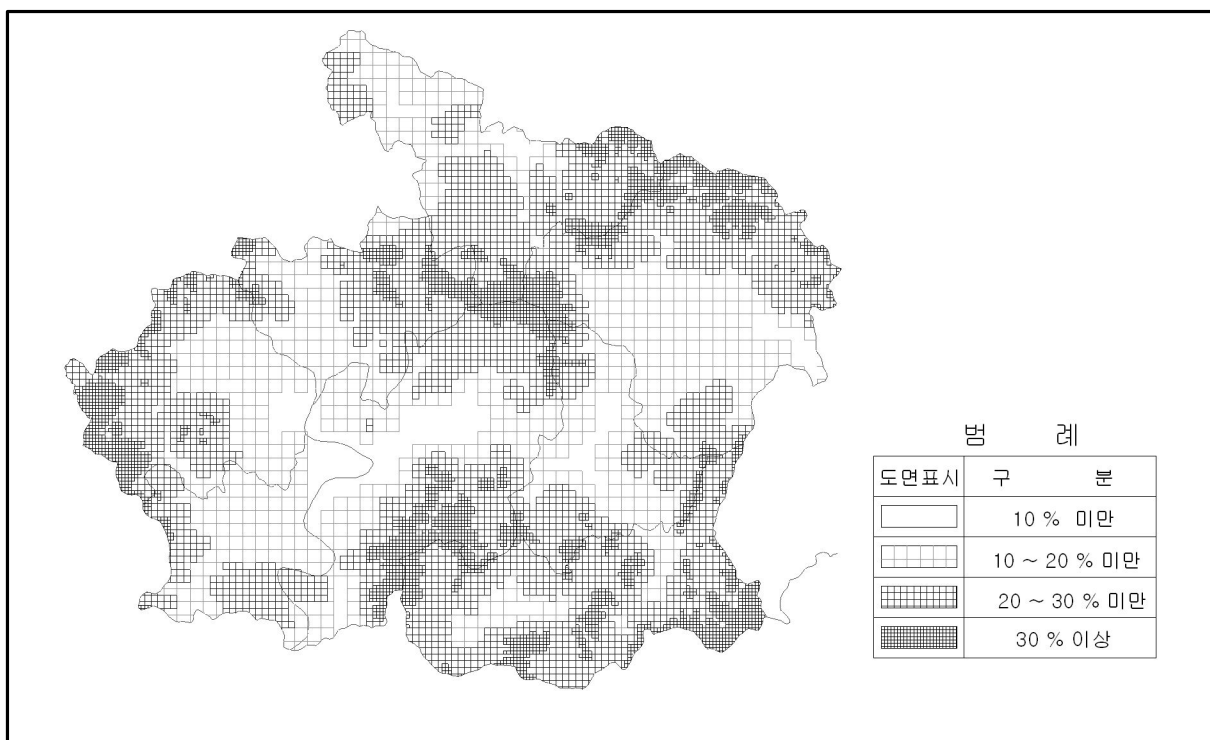 범 례
도면표시 구 분
10 % 미만
10 ~ 20 % 미만
20 ~ 30 % 미만
30 % 이상